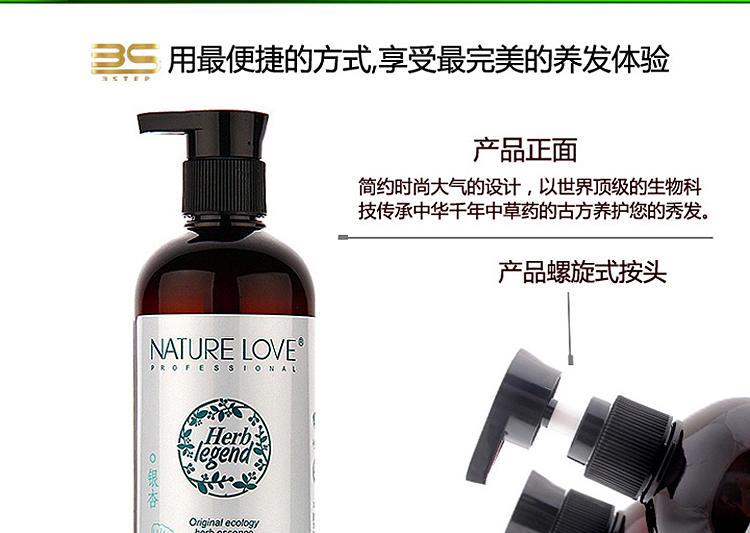 3S 用最便捷的方式,享受最完美的养发体验
3STEP
产品正面
简约时尚大气的设计，以世界顶级的生物科
技传承中华千年中草药的古方养护您的秀发。
产品螺旋式按头
NATURE LOVE®
PROFESSIONAL
Herb
legend
银杏
Original ecology
herb essence